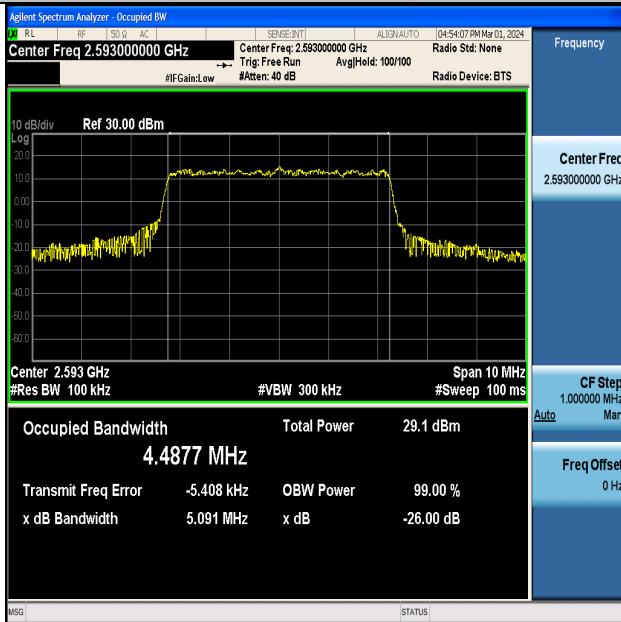 Agilent Spectrum Analyzer - Occupied BW
LXI RL RF 50 Ω AC SENSE:INT ALIGN AUTO 04:54:07 PM Mar 01, 2024
Center Freq 2.593000000 GHz
Center Freq: 2.593000000 GHz
Radio Std: None
Trig: Free Run Avg|Hold: 100/100
#IFGain:Low
#Atten: 40 dB
Radio Device: BTS
10 dB/div
Ref 30.00 dBm
Log
20.0
10.0
0.00
-10.0
-20.0
-30.0
-40.0
-50.0
-60.0
Center 2.593 GHz
Span 10 MHz
#Res BW 100 kHz
#VBW 300 kHz
#Sweep 100 ms
Occupied Bandwidth
Total Power 29.1 dBm
4.4877 MHz
Transmit Freq Error -5.408 kHz
OBW Power 99.00 %
x dB Bandwidth 5.091 MHz
x dB -26.00 dB
Frequency
Center Freq
2.593000000 GHz
CF Step
1.000000 MHz
Auto Man
Freq Offset
0 Hz
MSG
STATUS